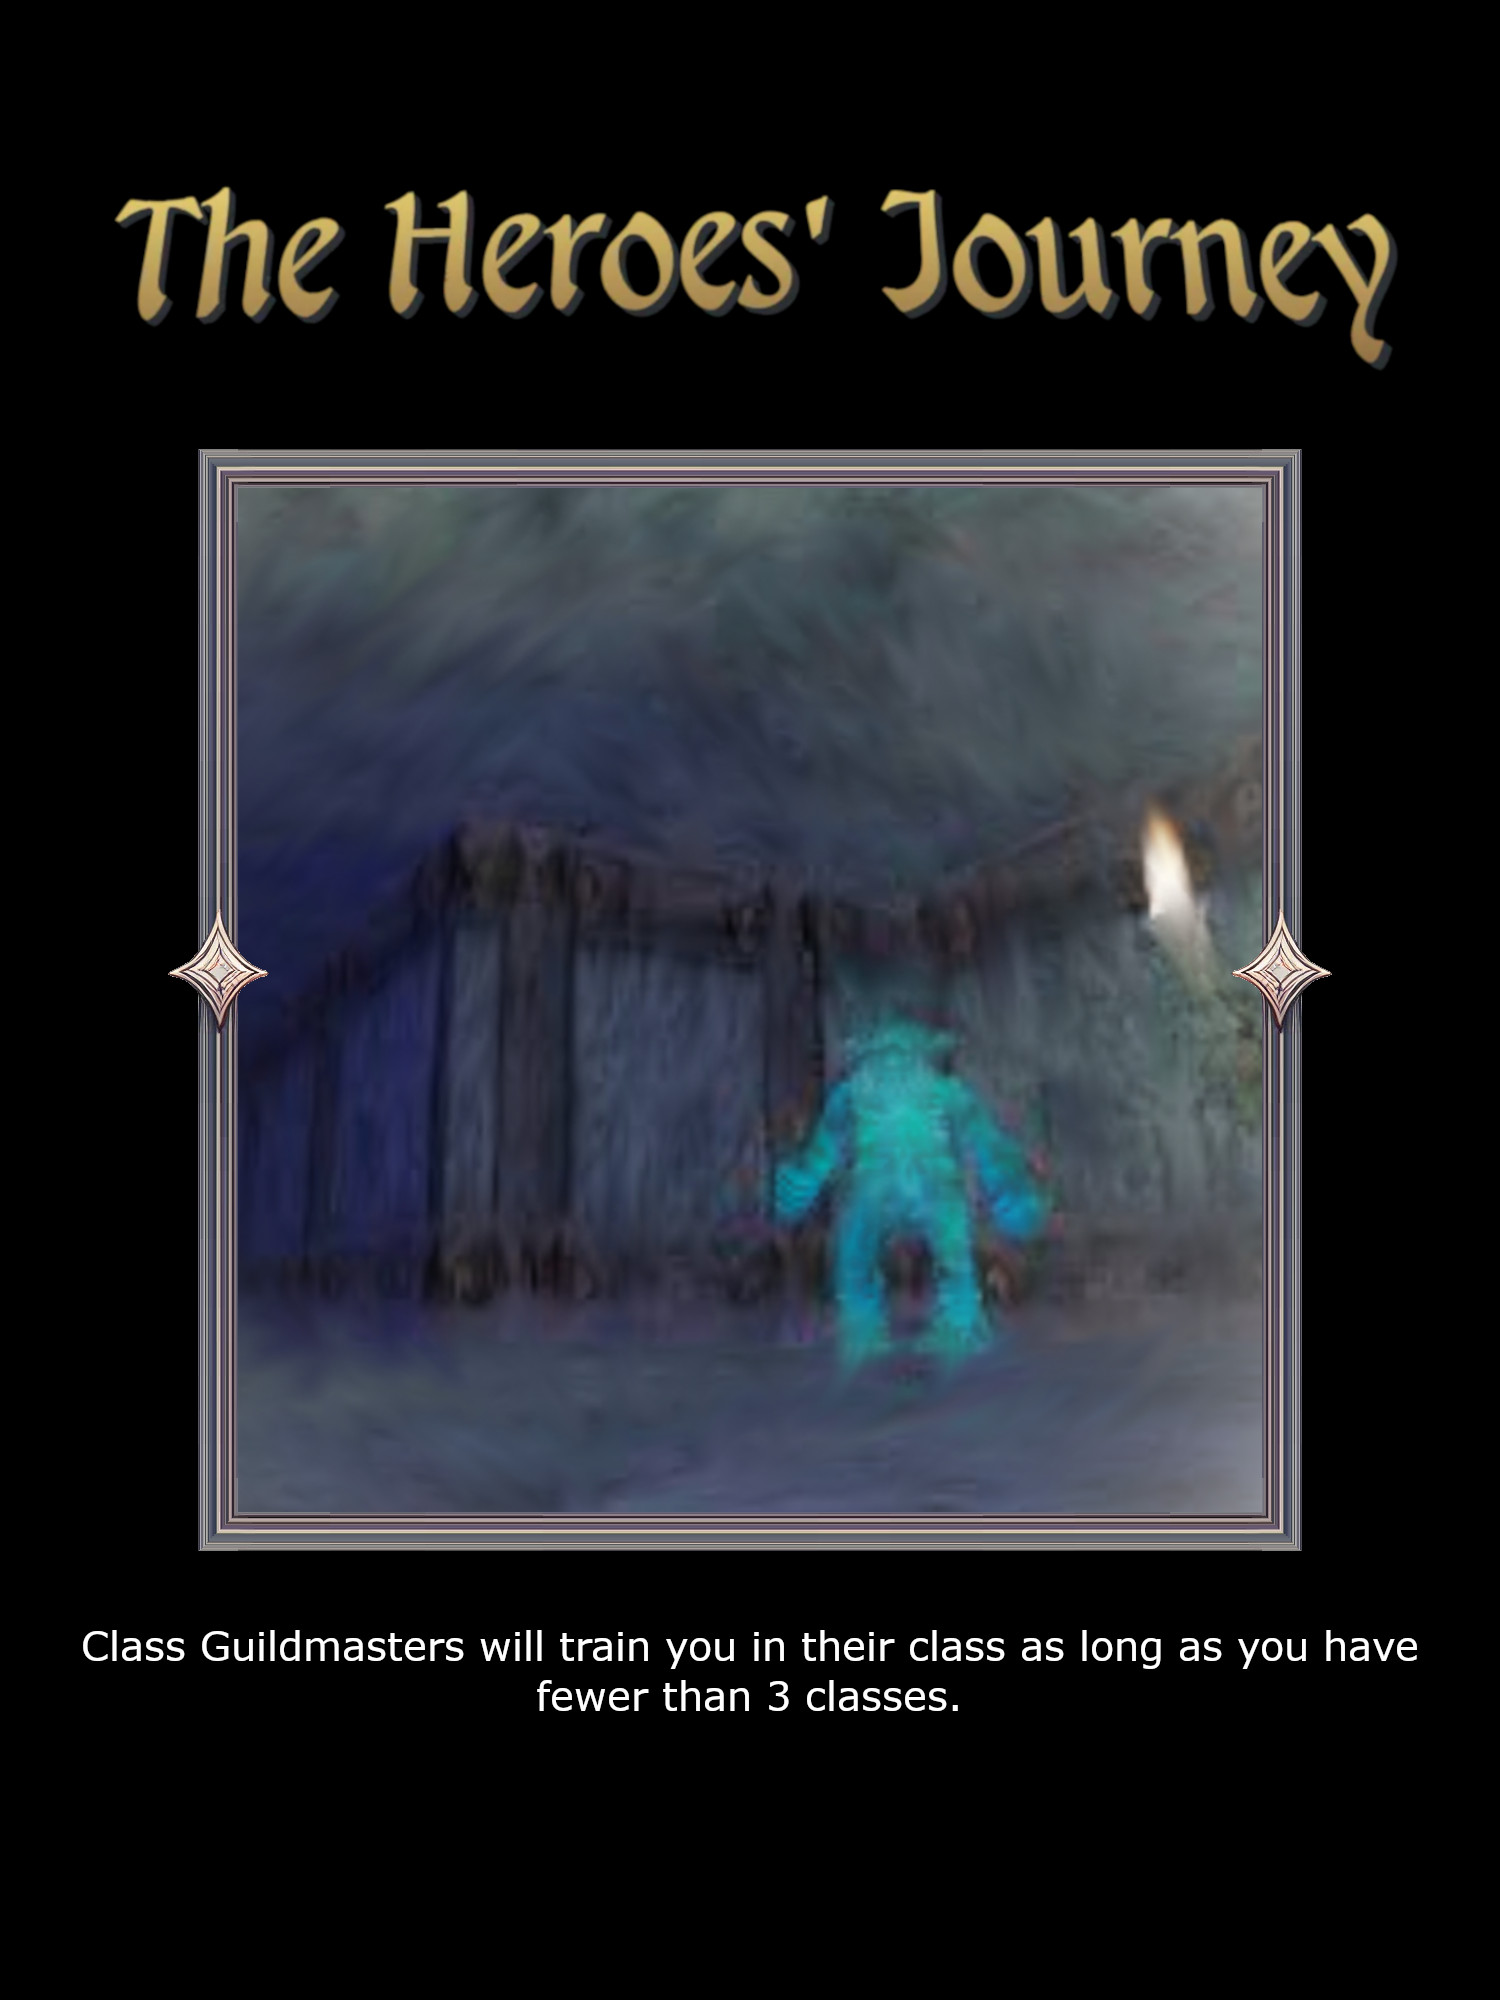 The Heroes' Journey
Class Guildmasters will train you in their class as long as you have
fewer than 3 classes.